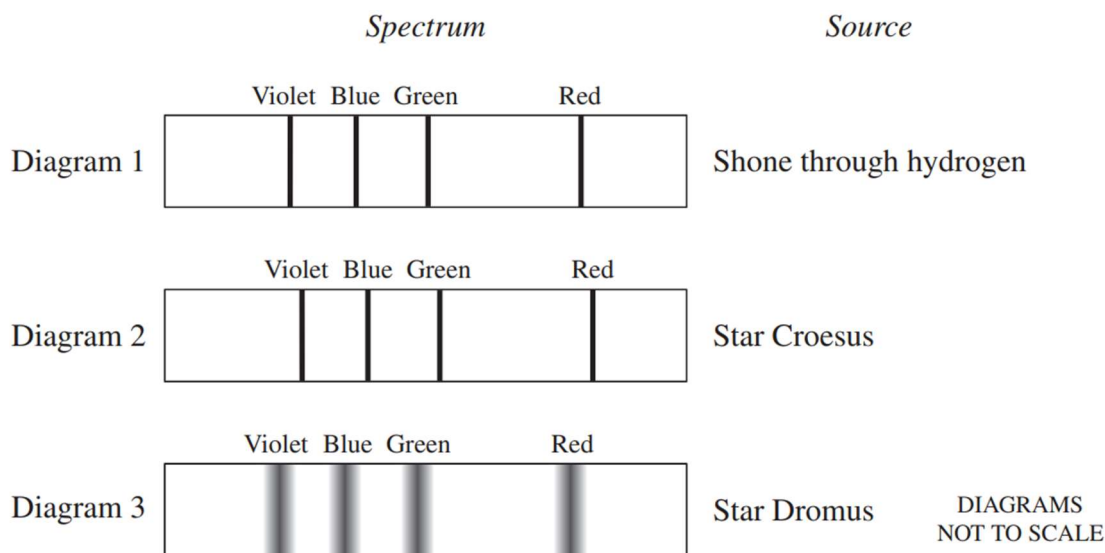 Spectrum Source
Violet Blue Green Red
Diagram 1 Shone through hydrogen
Violet Blue Green Red
Diagram 2 Star Croesus
Violet Blue Green Red
Diagram 3 Star Dromus
DIAGRAMS
NOT TO SCALE